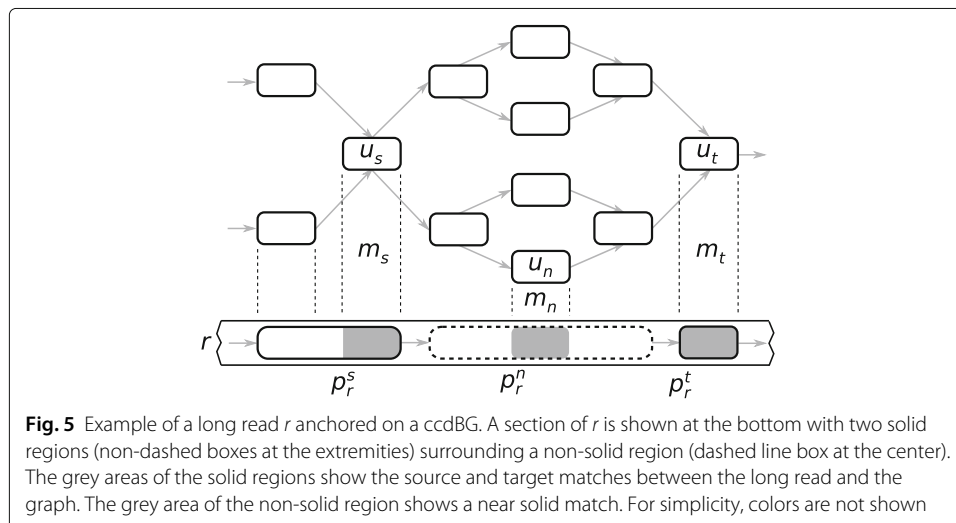 u_s
u_t
m_s
m_t
u_n
m_n
r
p_r^s
p_r^n
p_r^t
Fig. 5 Example of a long read r anchored on a ccdBG. A section of r is shown at the bottom with two solid
regions (non-dashed boxes at the extremities) surrounding a non-solid region (dashed line box at the center).
The grey areas of the solid regions show the source and target matches between the long read and the
graph. The grey area of the non-solid region shows a near solid match. For simplicity, colors are not shown